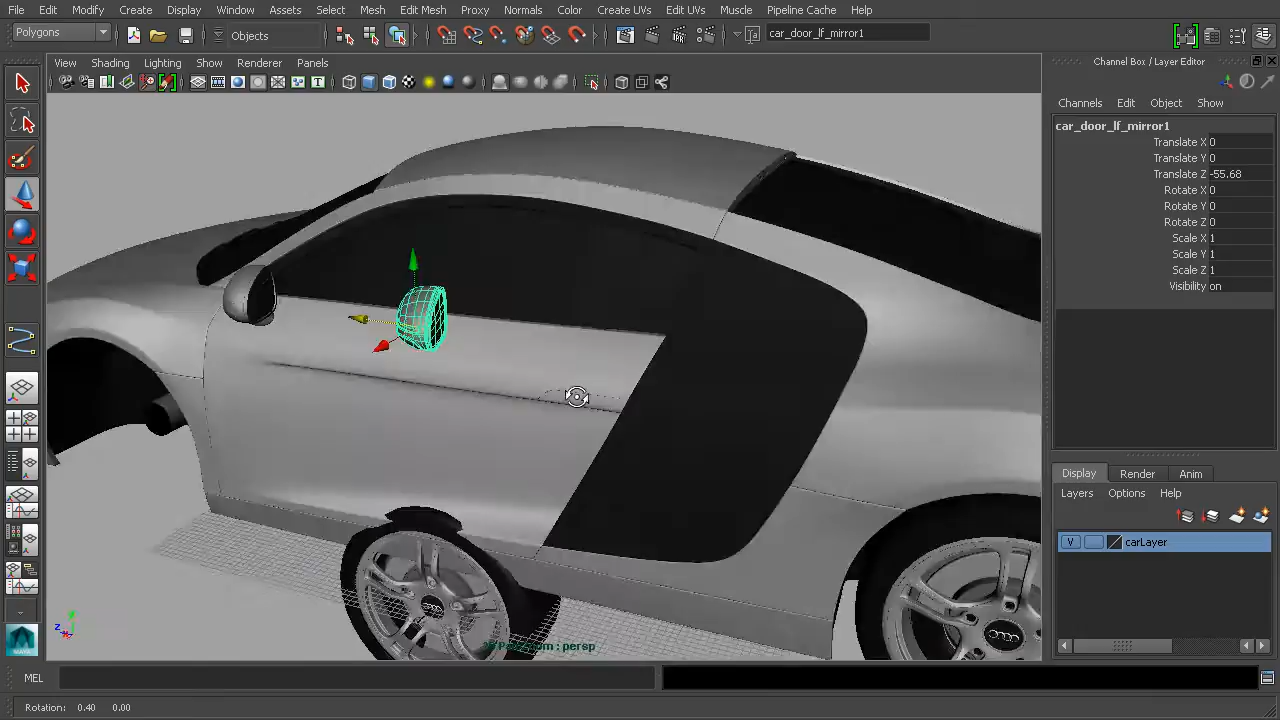 File Edit Modify Create Display Window Assets Select Mesh Edit Mesh Proxy Normals Color Create UVs Edit UVs Muscle Pipeline Cache Help
Polygons
Objects
car_door_lf_mirror1
View Shading Lighting Show Renderer Panels
Channel Box / Layer Editor
Channels Edit Object Show
car_door_lf_mirror1
Translate X 0
Translate Y 0
Translate Z -55.68
Rotate X 0
Rotate Y 0
Rotate Z 0
Scale X 1
Scale Y 1
Scale Z 1
Visibility on
Display Render Anim
Layers Options Help
V carLayer
: persp
MEL
Rotation: 0.40 0.00